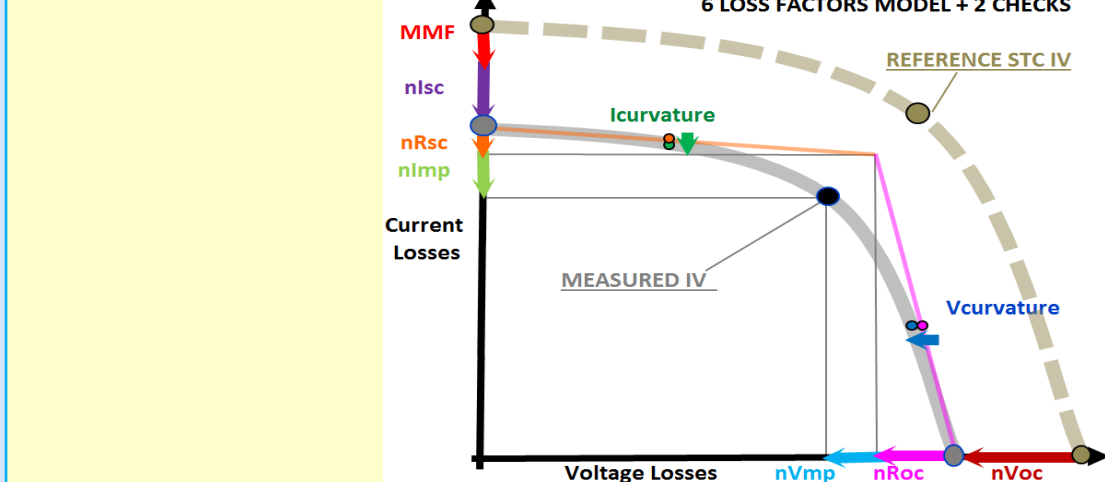 6 LOSS FACTORS MODEL + 2 CHECKS
MMF
REFERENCE STC IV
nIsc
Icurvature
nRsc
nImp
Current
Losses
MEASURED IV
Vcurvature
Voltage Losses
nVmp
nRoc
nVoc